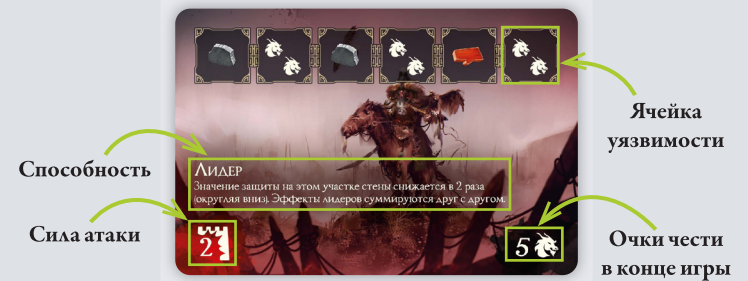 Ячейка
уязвимости
Способность
Лидер
Значение защиты на этом участке стены снижается в 2 раза
(округляя вниз). Эффекты лидеров суммируются друг с другом.
Сила атаки
2
5
Очки чести
в конце игры